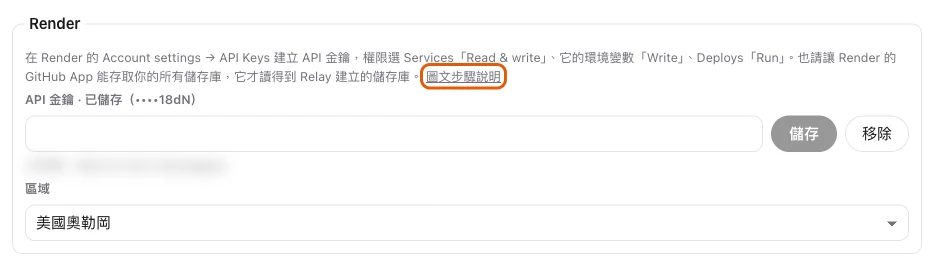 Render
在 Render 的 Account settings → API Keys 建立 API 金鑰，權限選 Services「Read & write」、它的環境變數「Write」、Deploys「Run」。也請讓 Render 的
GitHub App 能存取你的所有儲存庫，它才讀得到 Relay 建立的儲存庫。 圖文步驟說明
API 金鑰 · 已儲存（••••18dN）
儲存
移除
區域
美國奧勒岡